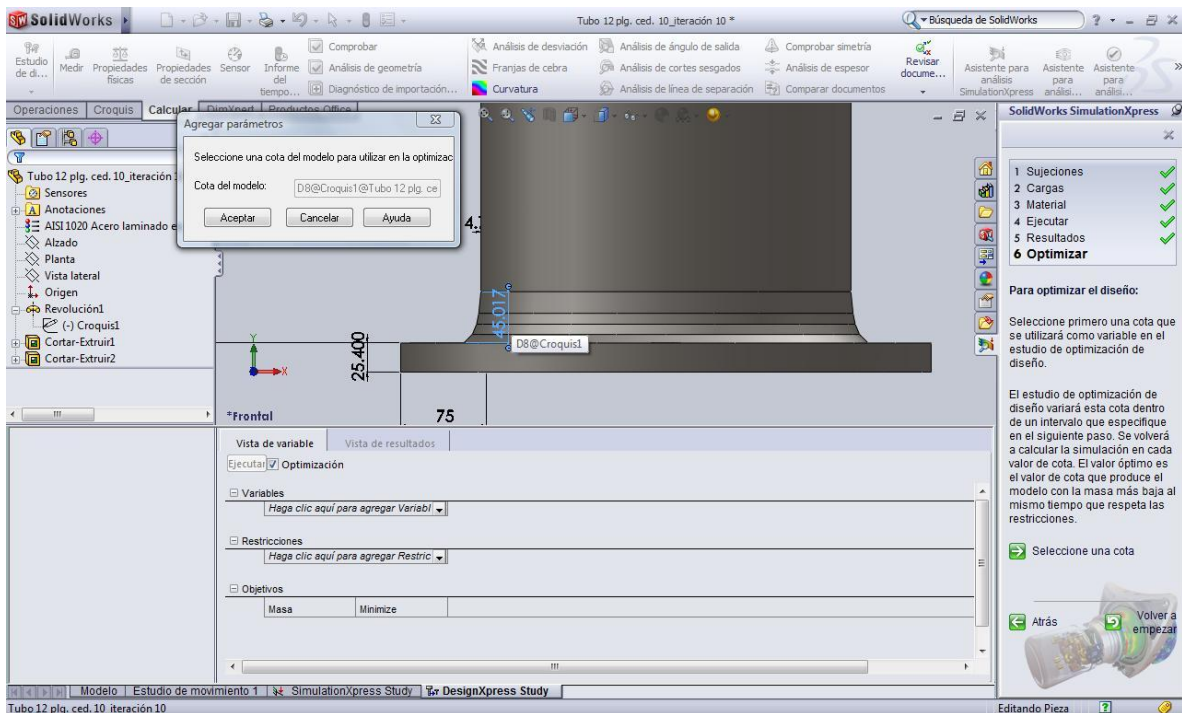 SolidWorks
Tubo 12 plg. ced. 10_iteración 10 *
Búsqueda de SolidWorks
Estudio de di...
Medir
Propiedades físicas
Propiedades de sección
Sensor
Informe del tiempo...
Comprobar
Análisis de geometría
Diagnóstico de importación...
Análisis de desviación
Franjas de cebra
Curvatura
Análisis de ángulo de salida
Análisis de cortes sesgados
Análisis de línea de separación
Comprobar simetría
Análisis de espesor
Comparar documentos
Revisar docume...
Asistente para análisis SimulationXpress
Asistente para análisi...
Asistente para análisi...
Operaciones
Croquis
Calcular
DimXpert
Productos Office
Agregar parámetros
Seleccione una cota del modelo para utilizar en la optimizac
Cota del modelo:
D8@Croquis1@Tubo 12 plg. ce
Aceptar
Cancelar
Ayuda
Tubo 12 plg. ced. 10_iteración
Sensores
Anotaciones
AISI 1020 Acero laminado e
Alzado
Planta
Vista lateral
Origen
Revolución1
(-) Croquis1
Cortar-Extruir1
Cortar-Extruir2
45.017
D8@Croquis1
25.400
75
Y
X
*Frontal
SolidWorks SimulationXpress
1 Sujeciones
2 Cargas
3 Material
4 Ejecutar
5 Resultados
6 Optimizar
Para optimizar el diseño:
Seleccione primero una cota que
se utilizará como variable en el
estudio de optimización de
diseño.
El estudio de optimización de
diseño variará esta cota dentro
de un intervalo que especifique
en el siguiente paso. Se volverá
a calcular la simulación en cada
valor de cota. El valor óptimo es
el valor de cota que produce el
modelo con la masa más baja al
mismo tiempo que respeta las
restricciones.
Seleccione una cota
Atrás
Volver a
empezar
Vista de variable
Vista de resultados
Ejecutar
Optimización
Variables
Haga clic aquí para agregar Variabl
Restricciones
Haga clic aquí para agregar Restric
Objetivos
Masa
Minimize
Modelo
Estudio de movimiento 1
SimulationXpress Study
DesignXpress Study
Tubo 12 plg. ced. 10_iteración 10
Editando Pieza